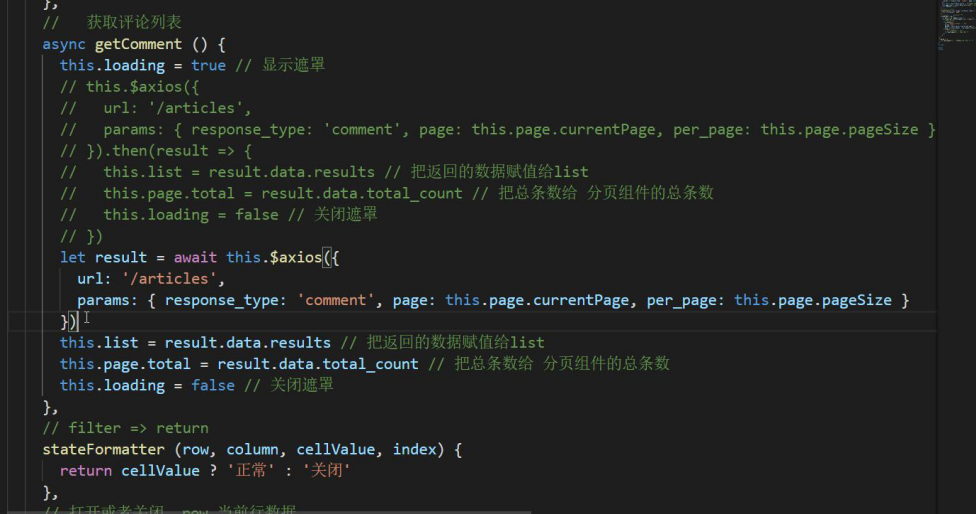 },
//   获取评论列表
async getComment () {
this.loading = true // 显示遮罩
// this.$axios({
//   url: '/articles',
//   params: { response_type: 'comment', page: this.page.currentPage, per_page: this.page.pageSize }
// }).then(result => {
//   this.list = result.data.results // 把返回的数据赋值给list
//   this.page.total = result.data.total_count // 把总条数给 分页组件的总条数
//   this.loading = false // 关闭遮罩
// })
let result = await this.$axios({
url: '/articles',
params: { response_type: 'comment', page: this.page.currentPage, per_page: this.page.pageSize }
})
this.list = result.data.results // 把返回的数据赋值给list
this.page.total = result.data.total_count // 把总条数给 分页组件的总条数
this.loading = false // 关闭遮罩
},
// filter => return
stateFormatter (row, column, cellValue, index) {
return cellValue ? '正常' : '关闭'
},
// 打开或者关闭  row 当前行数据